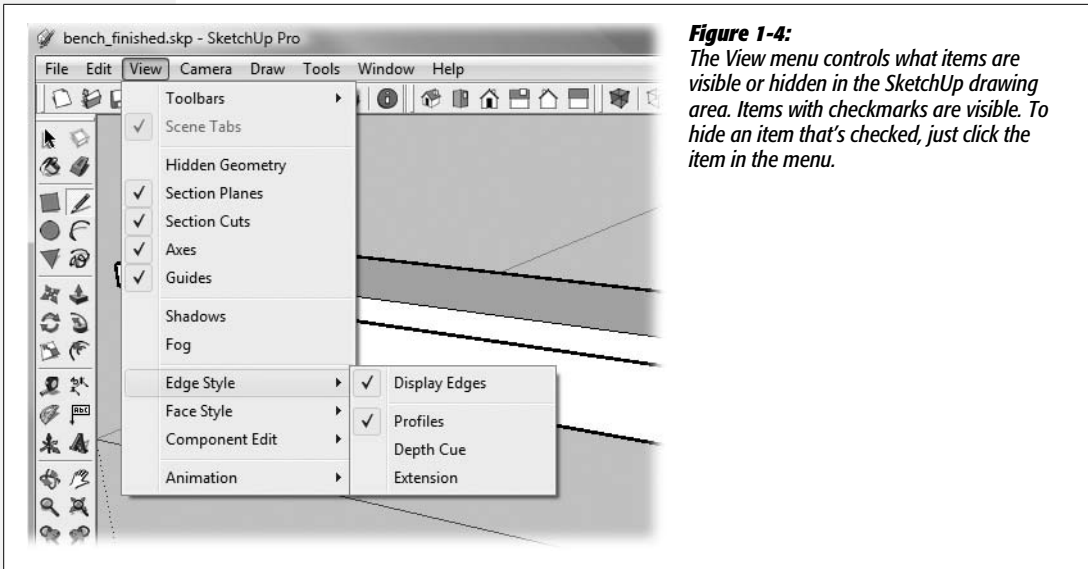 bench_finished.skp - SketchUp Pro
File Edit View Camera Draw Tools Window Help
Toolbars
Scene Tabs
Hidden Geometry
Section Planes
Section Cuts
Axes
Guides
Shadows
Fog
Edge Style
Display Edges
Face Style
Profiles
Component Edit
Depth Cue
Animation
Extension
Figure 1-4:
The View menu controls what items are
visible or hidden in the SketchUp drawing
area. Items with checkmarks are visible. To
hide an item that's checked, just click the
item in the menu.